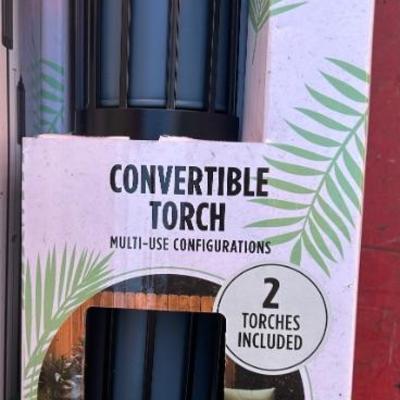 CONVERTIBLE
TORCH
MULTI-USE CONFIGURATIONS
2
TORCHES
INCLUDED